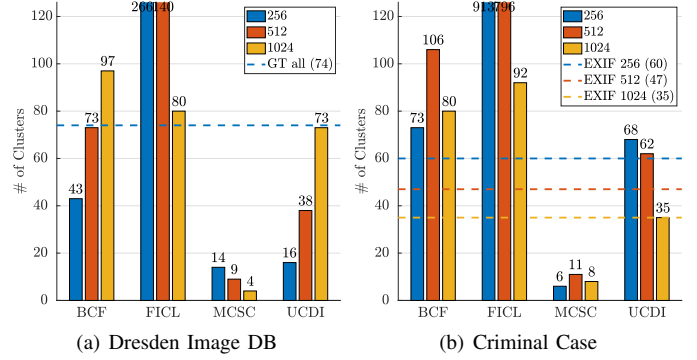 266 140
913 796
120
100
80
60
40
20
0
# of Clusters
256
512
1024
GT all (74)
43
73
97
80
14
9
4
16
38
73
BCF
FICL
MCSC
UCDI
(a) Dresden Image DB
120
100
80
60
40
20
0
# of Clusters
256
512
1024
EXIF 256 (60)
EXIF 512 (47)
EXIF 1024 (35)
73
106
80
92
6
11
8
68
62
35
BCF
FICL
MCSC
UCDI
(b) Criminal Case